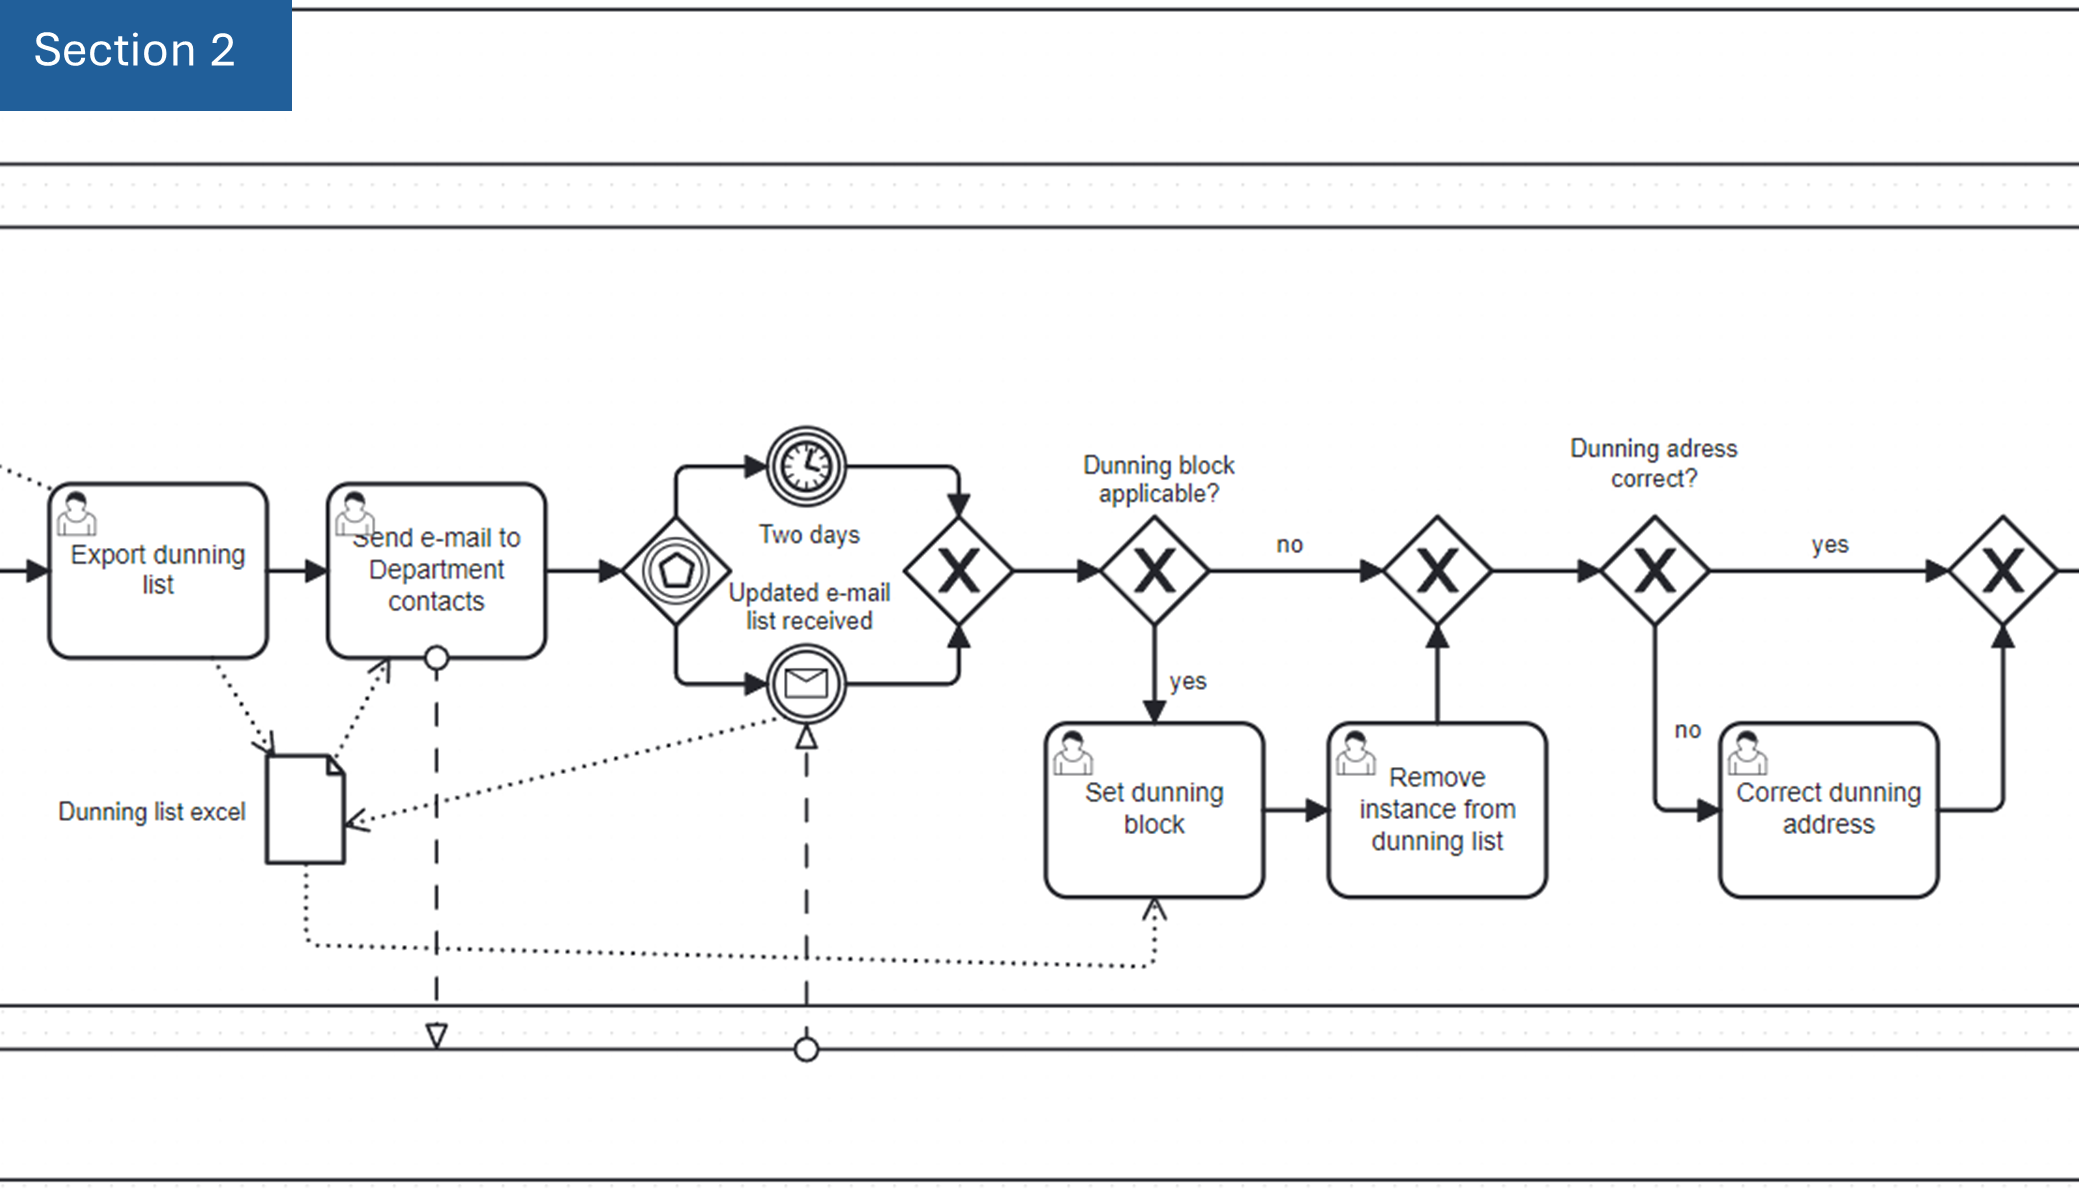 Section 2
Export dunning
list
Send e-mail to
Department
contacts
Dunning list excel
Two days
Updated e-mail
list received
Dunning block
applicable?
no
yes
Set dunning
block
Remove
instance from
dunning list
Dunning adress
correct?
yes
no
Correct dunning
address